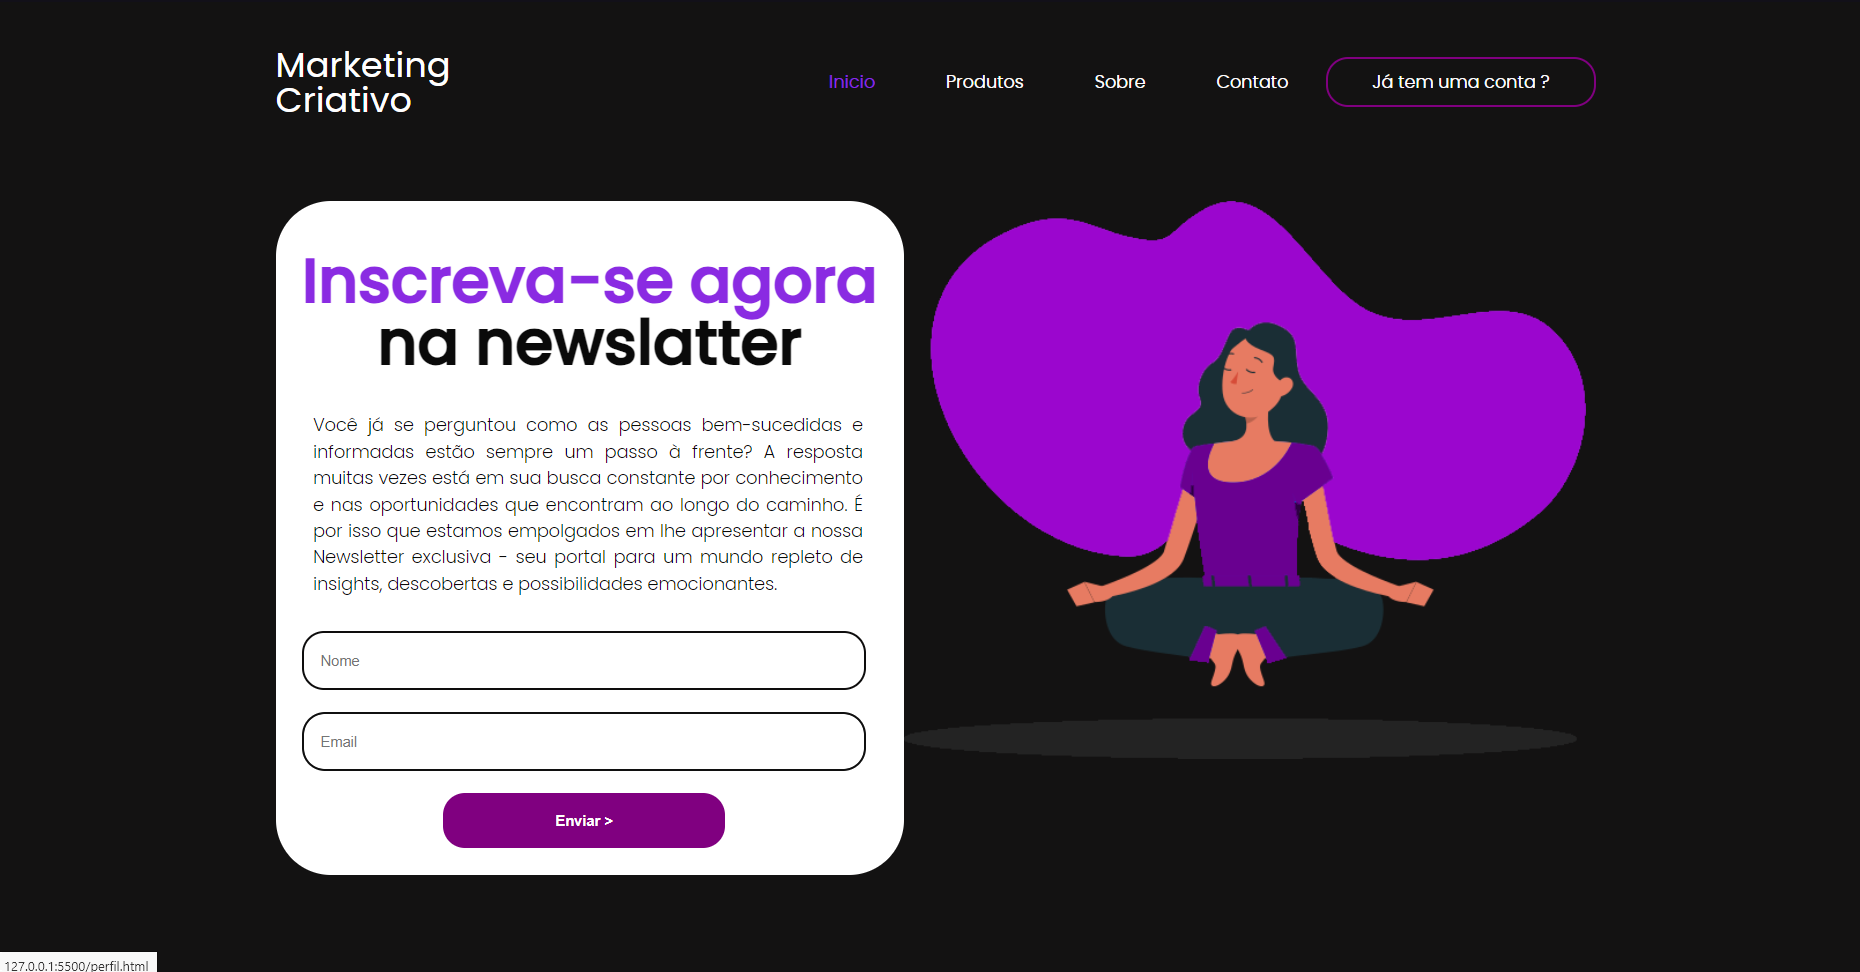 Marketing
Criativo
Inicio
Produtos
Sobre
Contato
Já tem uma conta ?
Inscreva-se agora
na newslatter
Você já se perguntou como as pessoas bem-sucedidas e
informadas estão sempre um passo à frente? A resposta
muitas vezes está em sua busca constante por conhecimento
e nas oportunidades que encontram ao longo do caminho. É
por isso que estamos empolgados em lhe apresentar a nossa
Newsletter exclusiva - seu portal para um mundo repleto de
insights, descobertas e possibilidades emocionantes.
Nome
Email
Enviar >
127.0.0.1:5500/perfil.html